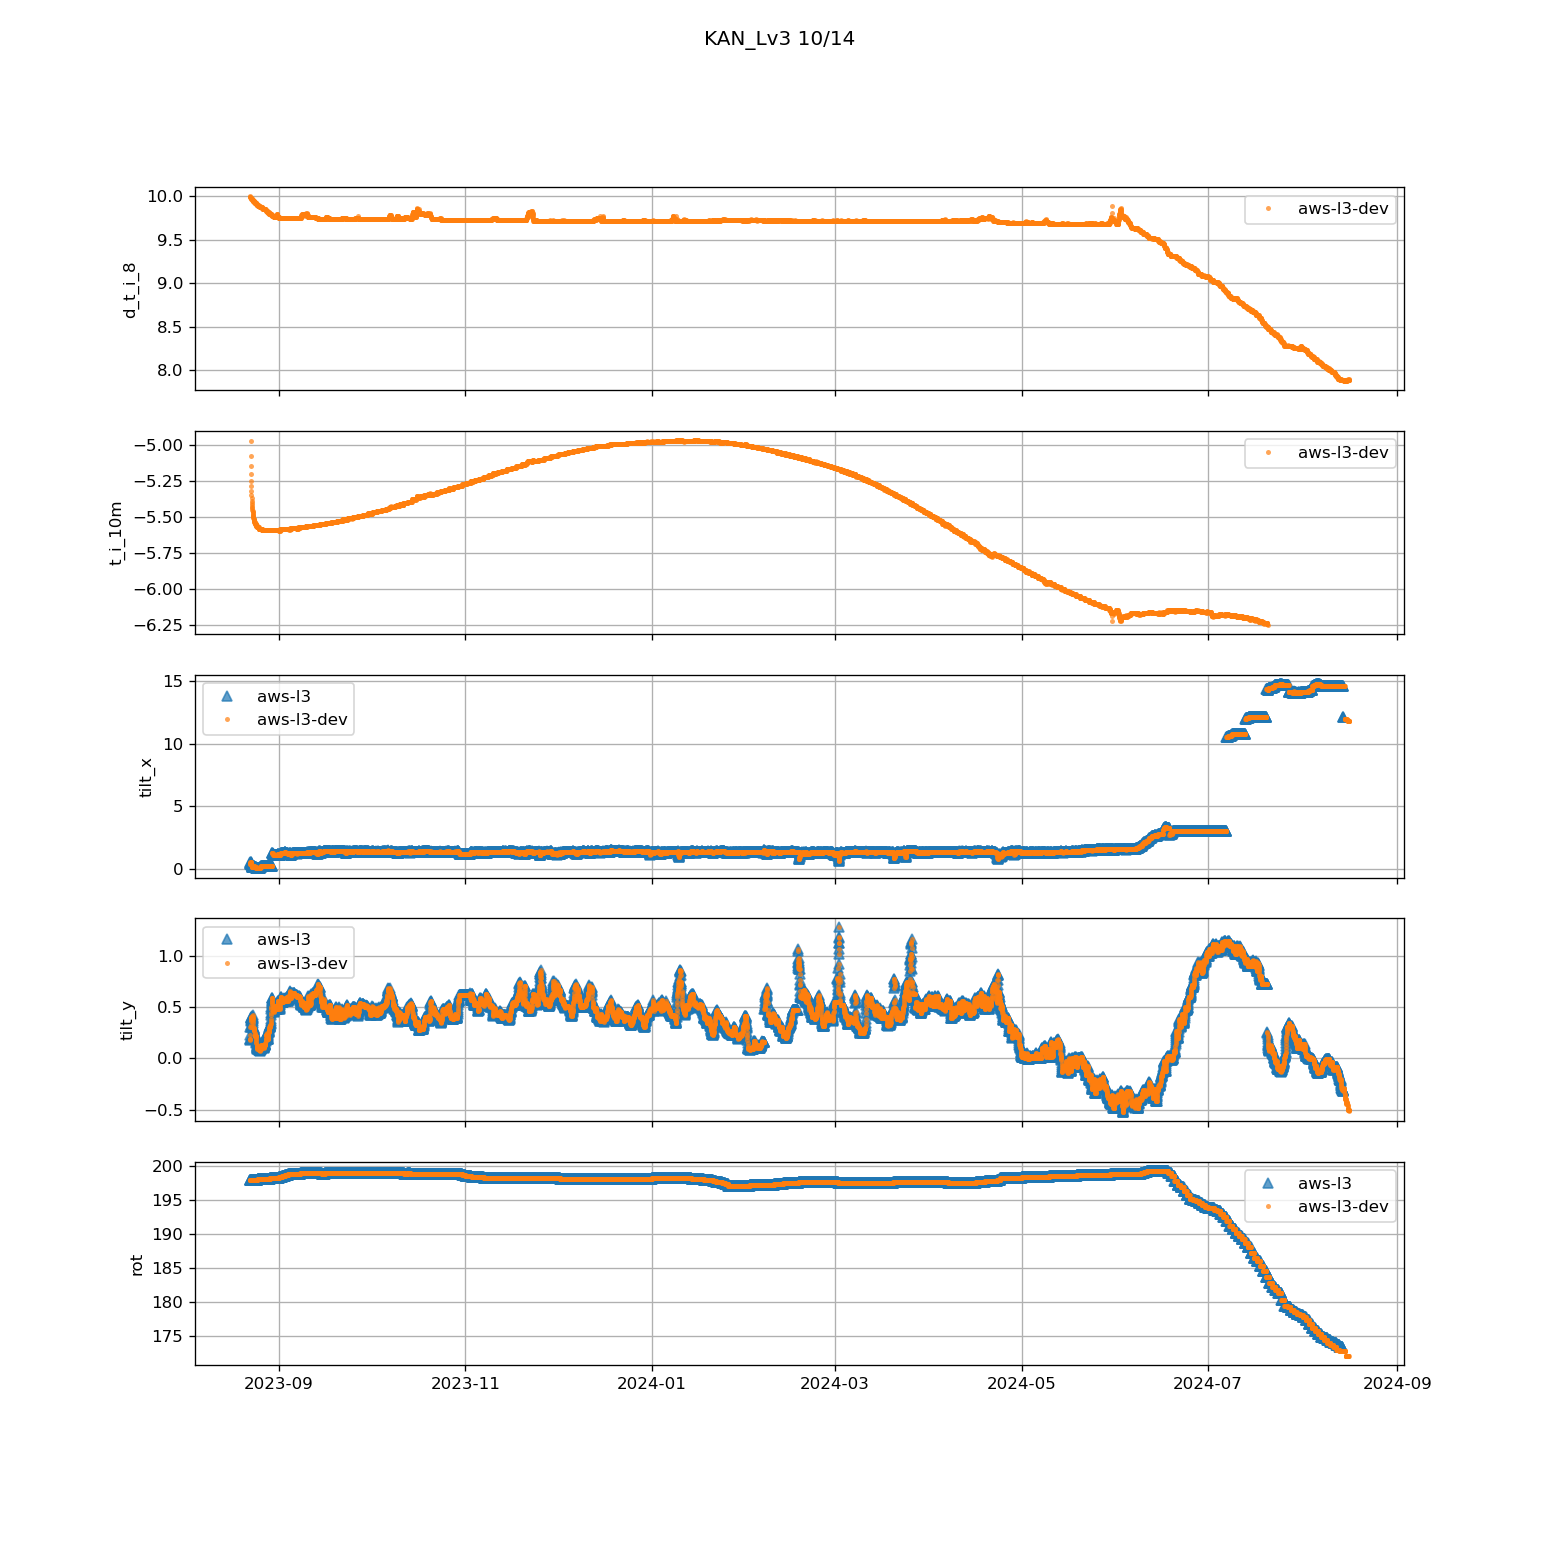 KAN_Lv3 10/14
10.0
9.5
9.0
8.5
8.0
d_t_i_8
aws-l3-dev
−5.00
−5.25
−5.50
−5.75
−6.00
−6.25
t_i_10m
aws-l3-dev
15
10
5
0
tilt_x
aws-l3
aws-l3-dev
1.0
0.5
0.0
−0.5
tilt_y
aws-l3
aws-l3-dev
200
195
190
185
180
175
rot
aws-l3
aws-l3-dev
2023-09 2023-11 2024-01 2024-03 2024-05 2024-07 2024-09